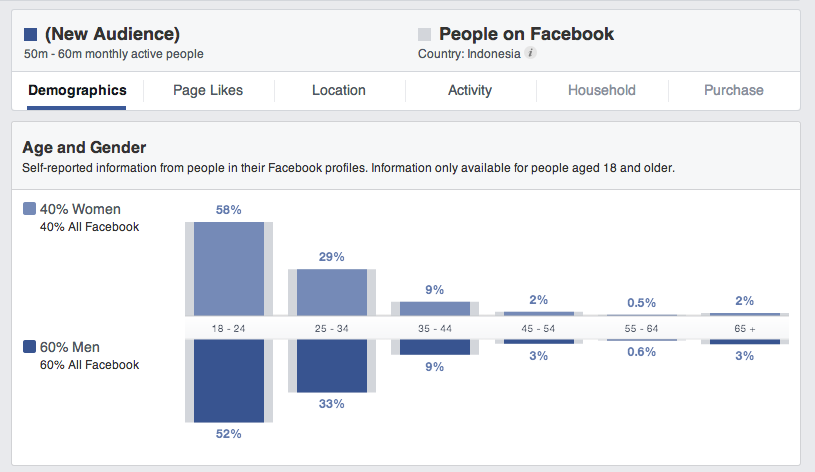 (New Audience)
50m - 60m monthly active people
People on Facebook
Country: Indonesia i
Demographics Page Likes Location Activity Household Purchase
Age and Gender
Self-reported information from people in their Facebook profiles. Information only available for people aged 18 and older.
40% Women
40% All Facebook
58% 29% 9% 2% 0.5% 2%
18 - 24 25 - 34 35 - 44 45 - 54 55 - 64 65 +
60% Men
60% All Facebook
52% 33% 9% 3% 0.6% 3%